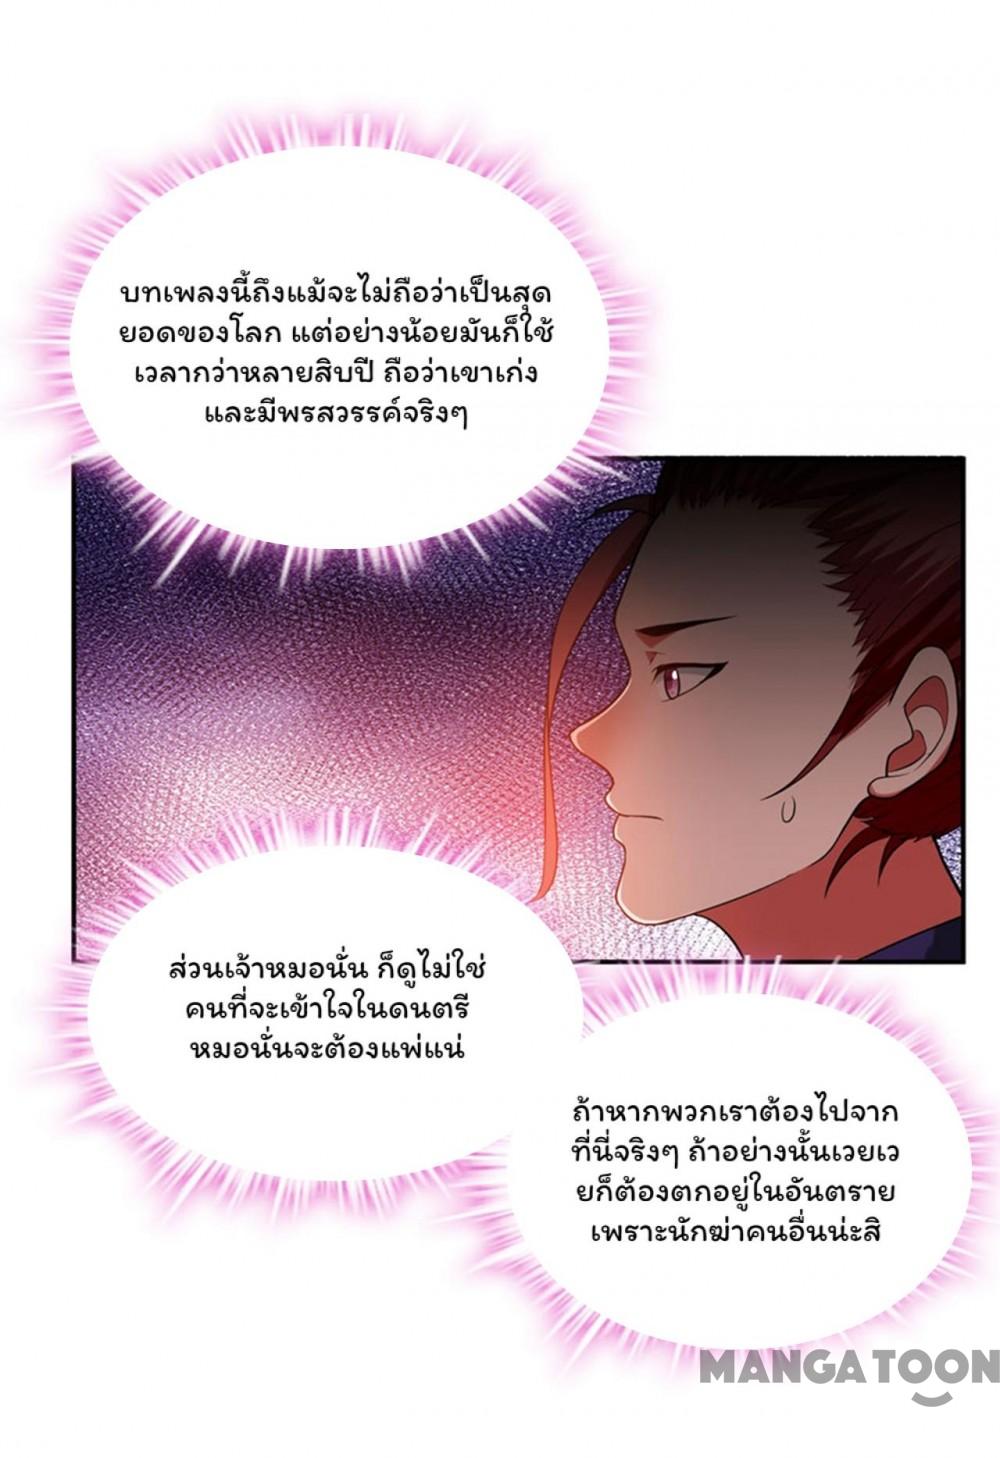 บทเพลงนี้ถึงแม้จะไม่ถือว่าเป็นสุด
ยอดของโลก แต่อย่างน้อยมันก็ใช้
เวลากว่าหลายสิบปี ถือว่าเขาเก่ง
และมีพรสวรรค์จริงๆ
ส่วนเจ้าหมอนั่น ก็ดูไม่ใช่
คนที่จะเข้าใจในดนตรี
หมอนั่นจะต้องแพ่แน่
ถ้าหากพวกเราต้องไปจาก
ที่นี่จริงๆ ถ้าอย่างนั้นเวยเว
ยก็ต้องตกอยู่ในอันตราย
เพราะนักฆ่าคนอื่นน่ะสิ
MANGATOON